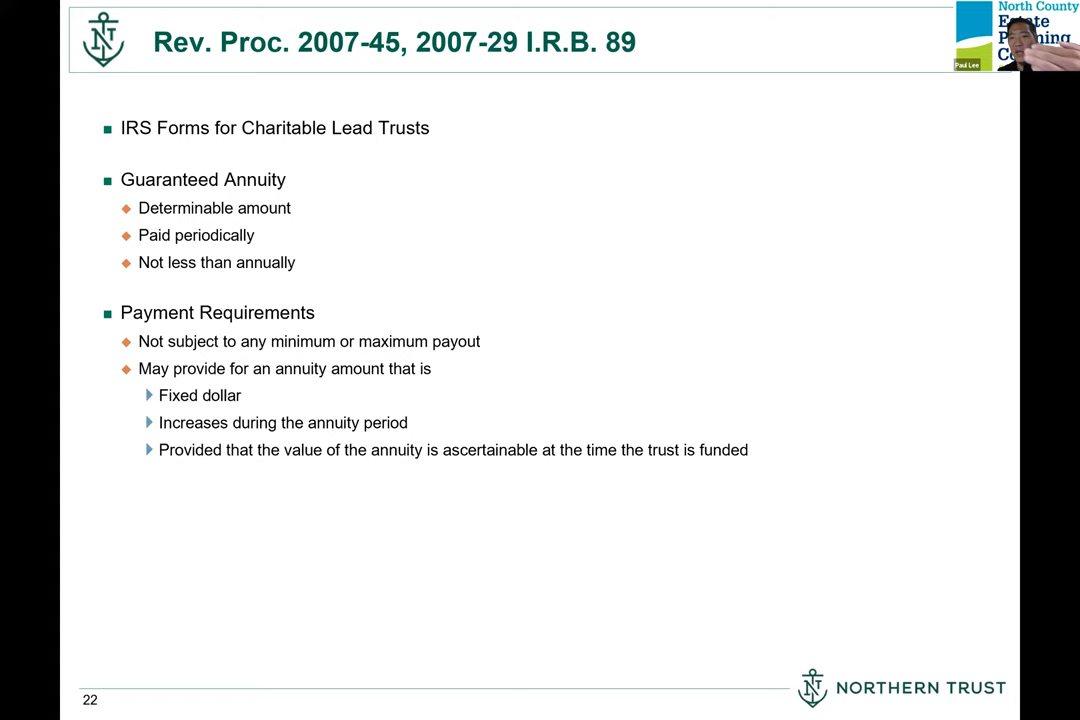 Rev. Proc. 2007-45, 2007-29 I.R.B. 89
North County
Estate
Planning
Paul Lee
IRS Forms for Charitable Lead Trusts
Guaranteed Annuity
Determinable amount
Paid periodically
Not less than annually
Payment Requirements
Not subject to any minimum or maximum payout
May provide for an annuity amount that is
Fixed dollar
Increases during the annuity period
Provided that the value of the annuity is ascertainable at the time the trust is funded
22
NORTHERN TRUST